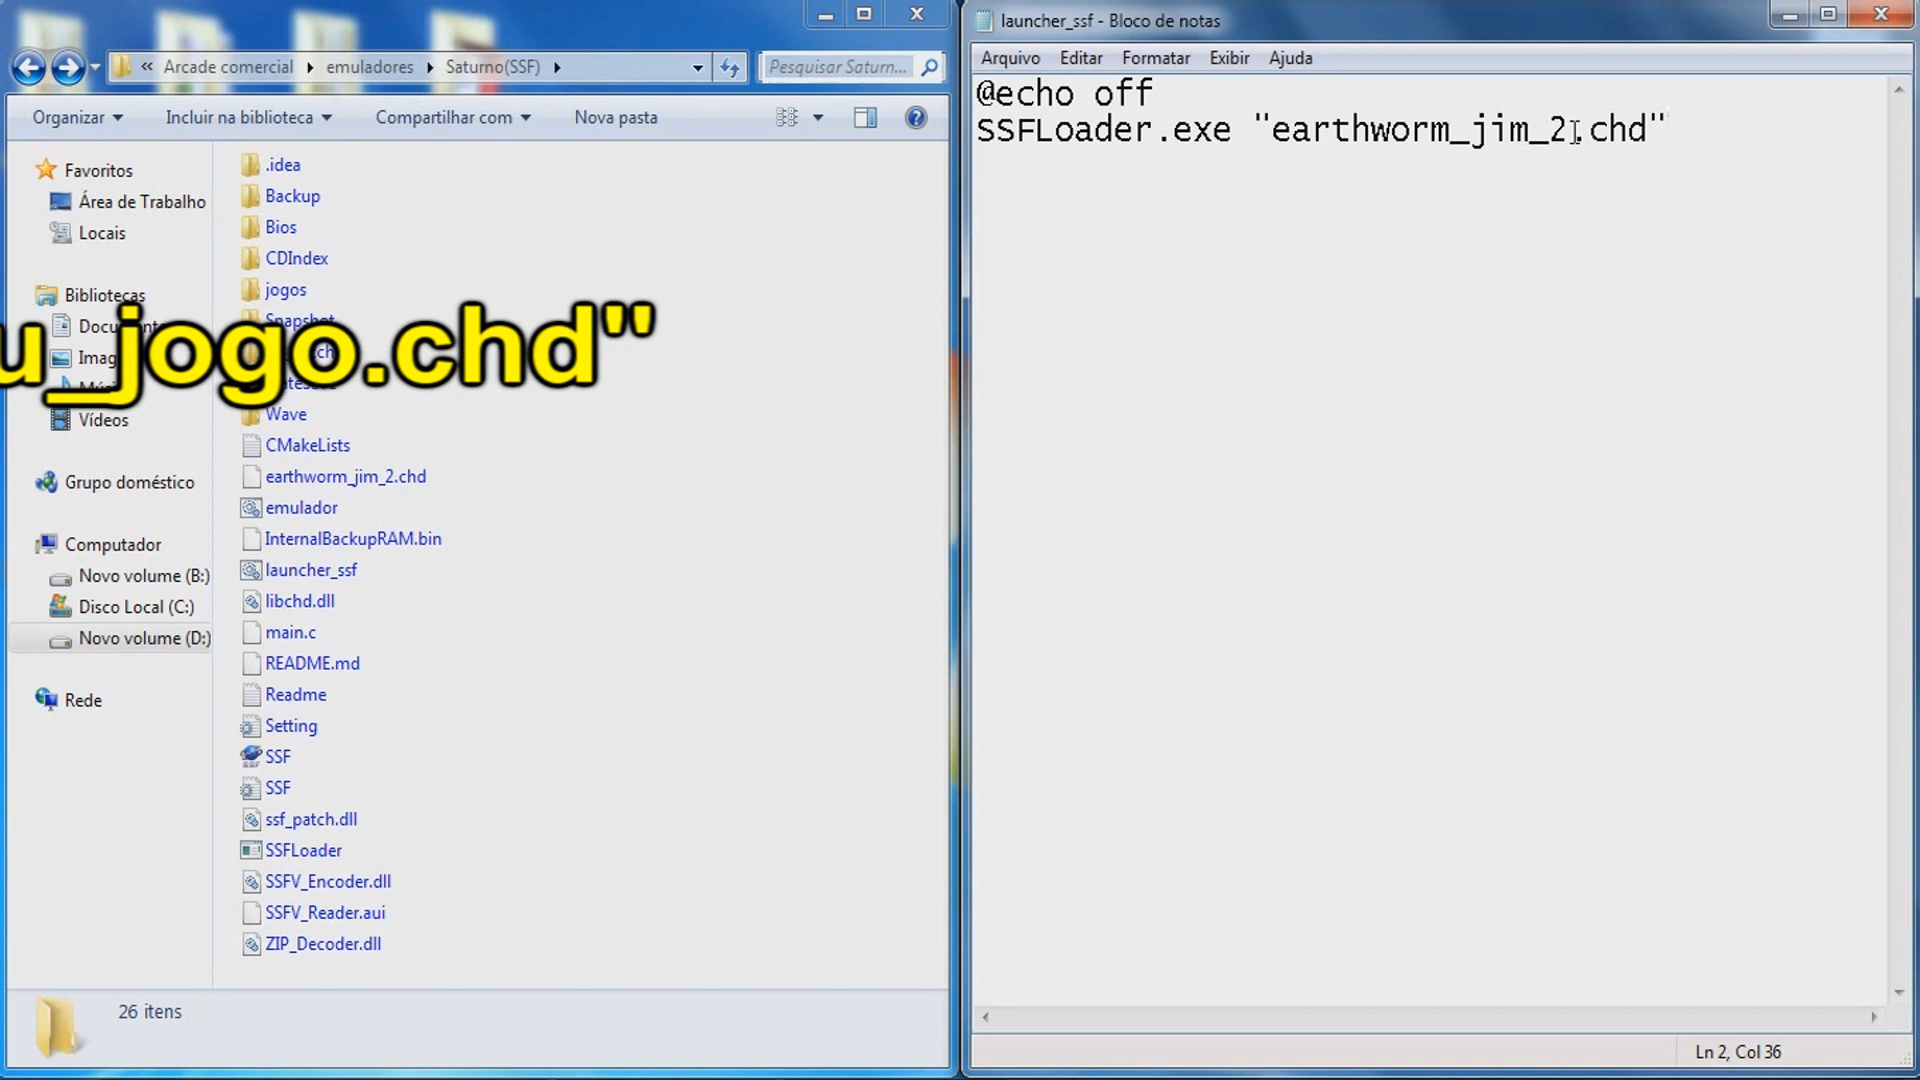 « Arcade comercial emuladores Saturno(SSF)
Pesquisar Saturn...
Organizar
Incluir na biblioteca
Compartilhar com
Nova pasta
Favoritos
Área de Trabalho
Locais
Bibliotecas
Vídeos
Grupo doméstico
Computador
Novo volume (B:)
Disco Local (C:)
Novo volume (D:)
Rede
.idea
Backup
Bios
CDIndex
jogos
Snapshot
Wave
CMakeLists
earthworm_jim_2.chd
emulador
InternalBackupRAM.bin
launcher_ssf
libchd.dll
main.c
README.md
Readme
Setting
SSF
SSF
ssf_patch.dll
SSFLoader
SSFV_Encoder.dll
SSFV_Reader.aui
ZIP_Decoder.dll
26 itens
u_jogo.chd"
launcher_ssf - Bloco de notas
Arquivo Editar Formatar Exibir Ajuda
@echo off
SSFLoader.exe "earthworm_jim_2.chd"
Ln 2, Col 36